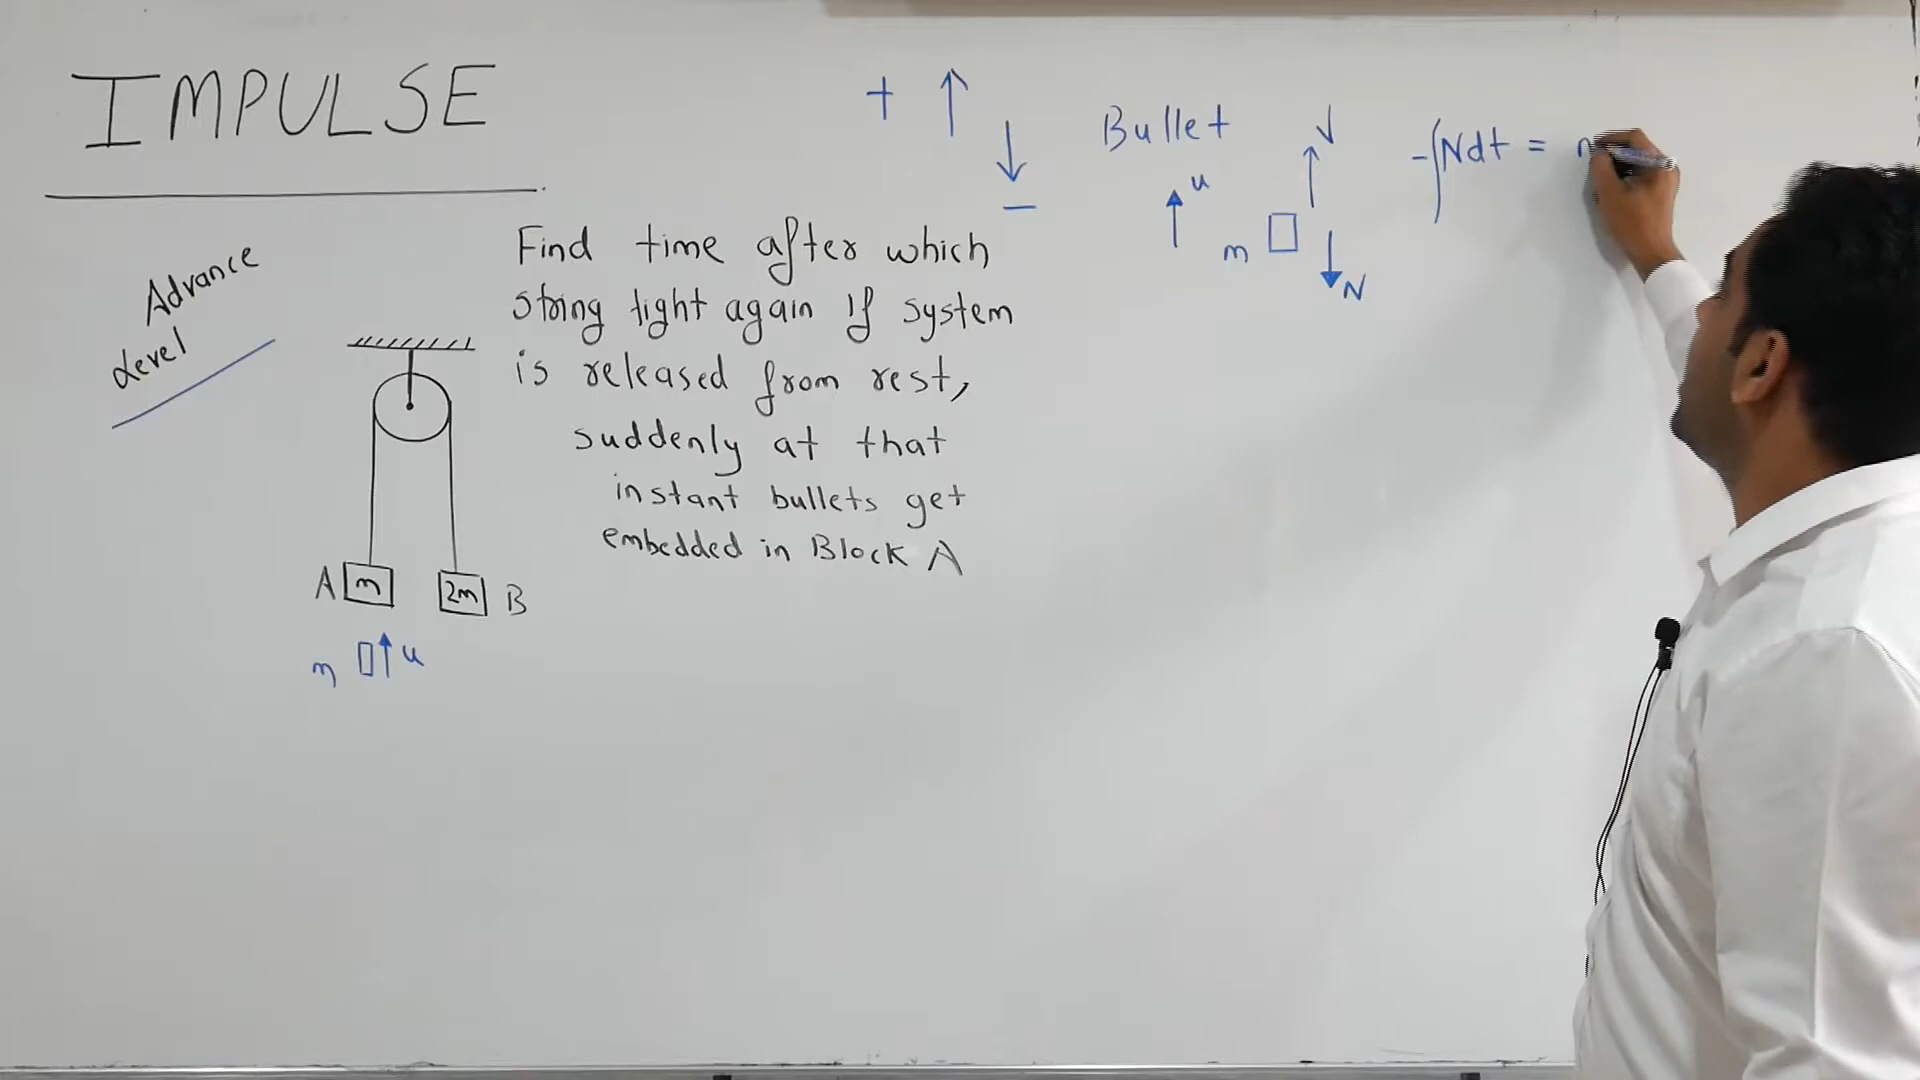 IMPULSE
Advance
Level
Find time after which
string tight again If system
is released from rest,
suddenly at that
instant bullets get
embedded in Block A
A m 2m B
m u
+
−
Bullet
u
v
m
N
-∫Ndt = m